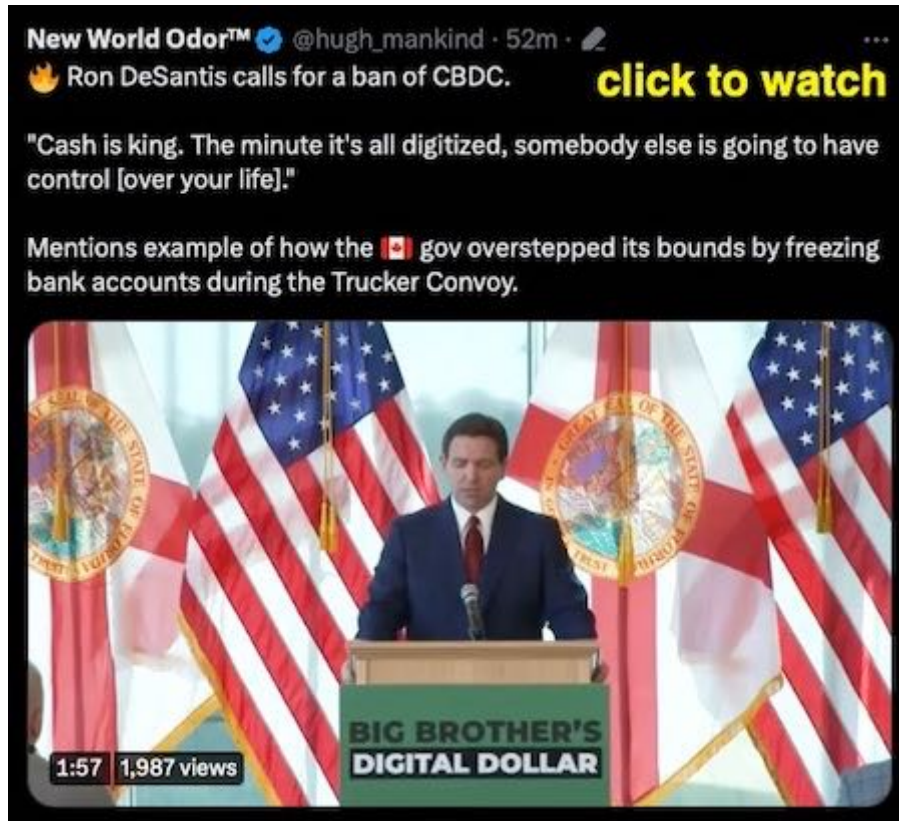 New World Odor™ @hugh_mankind · 52m ·
🔥 Ron DeSantis calls for a ban of CBDC.
click to watch
"Cash is king. The minute it's all digitized, somebody else is going to have
control [over your life]."
Mentions example of how the 🇨🇦 gov overstepped its bounds by freezing
bank accounts during the Trucker Convoy.
BIG BROTHER'S
DIGITAL DOLLAR
1:57 1,987 views